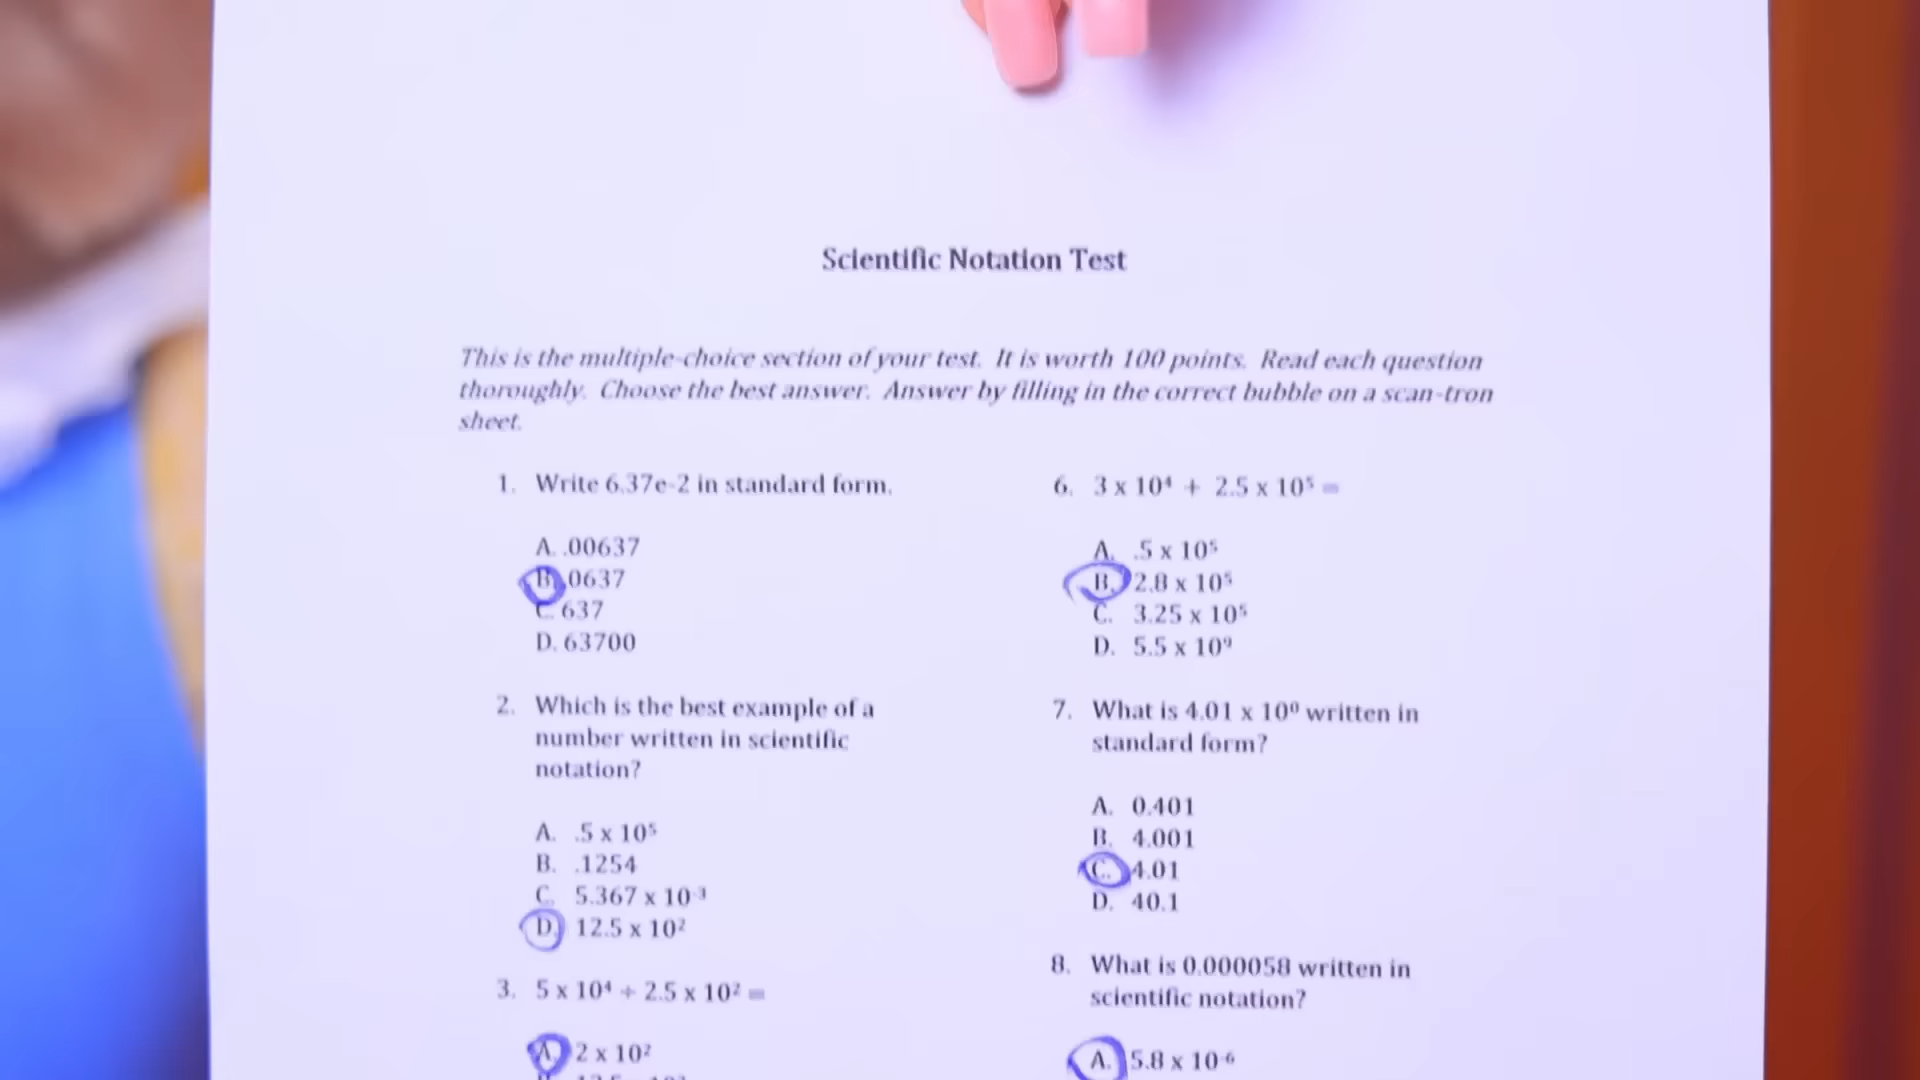 Scientific Notation Test
This is the multiple-choice section of your test. It is worth 100 points. Read each question
thoroughly. Choose the best answer. Answer by filling in the correct bubble on a scan-tron
sheet.
1. Write 6.37e-2 in standard form.
A. .00637
B. .0637
C. 637
D. 63700
2. Which is the best example of a
number written in scientific
notation?
A. .5 x 10⁵
B. .1254
C. 5.367 x 10⁻³
D. 12.5 x 10²
3. 5 x 10⁴ ÷ 2.5 x 10² =
A. 2 x 10²
6. 3 x 10⁴ + 2.5 x 10⁵ =
A. .5 x 10⁵
B. 2.8 x 10⁵
C. 3.25 x 10⁵
D. 5.5 x 10⁹
7. What is 4.01 x 10⁰ written in
standard form?
A. 0.401
B. 4.001
C. 4.01
D. 40.1
8. What is 0.000058 written in
scientific notation?
A. 5.8 x 10⁻⁶